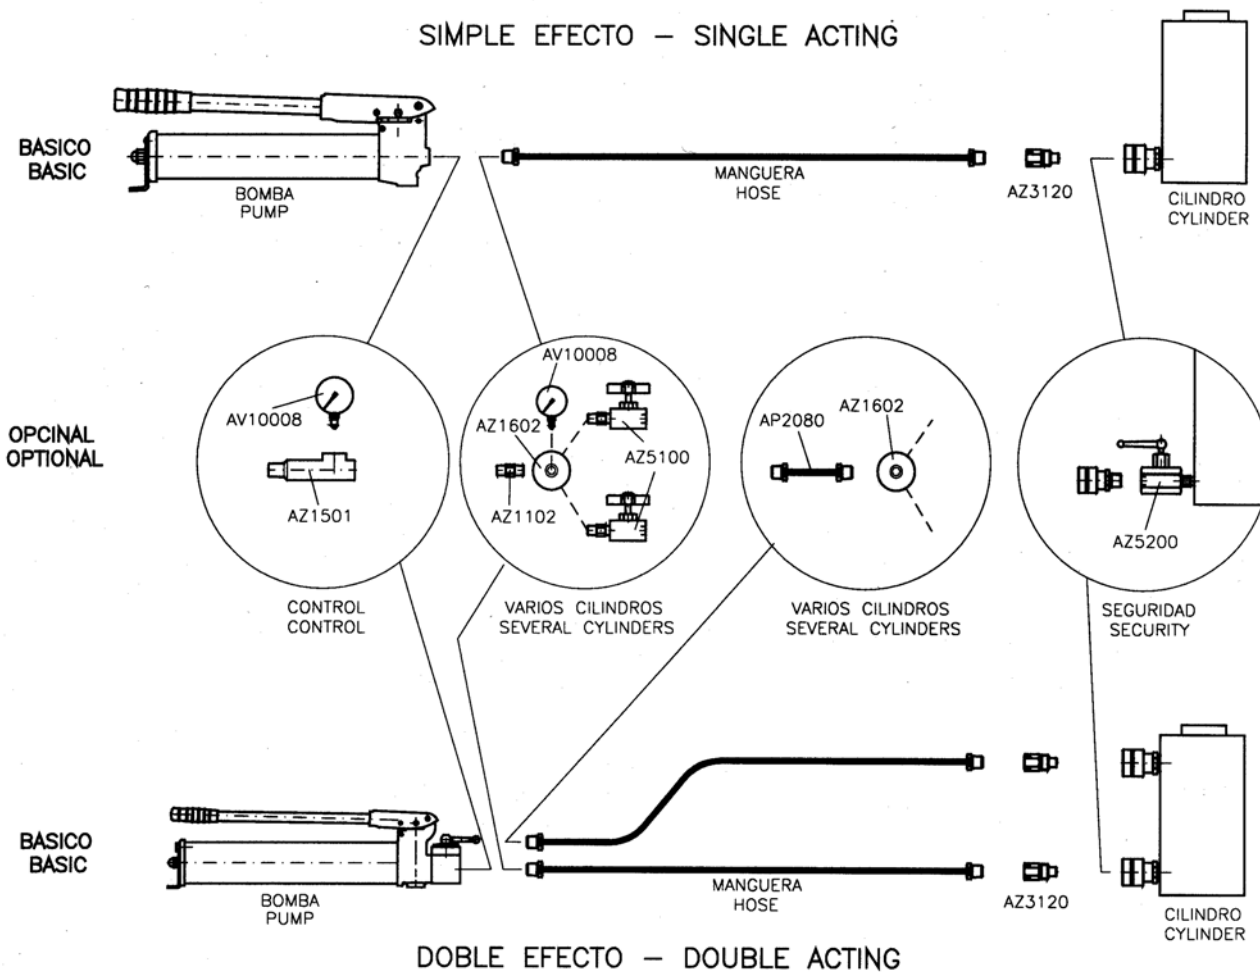 SIMPLE EFECTO – SINGLE ACTING
BASICO
BASIC
BOMBA
PUMP
MANGUERA
HOSE
AZ3120
CILINDRO
CYLINDER
OPCINAL
OPTIONAL
AV10008
AZ1501
CONTROL
CONTROL
AV10008
AZ1602
AZ5100
AZ1102
VARIOS CILINDROS
SEVERAL CYLINDERS
AP2080
AZ1602
VARIOS CILINDROS
SEVERAL CYLINDERS
AZ5200
SEGURIDAD
SECURITY
BASICO
BASIC
BOMBA
PUMP
MANGUERA
HOSE
AZ3120
CILINDRO
CYLINDER
DOBLE EFECTO – DOUBLE ACTING